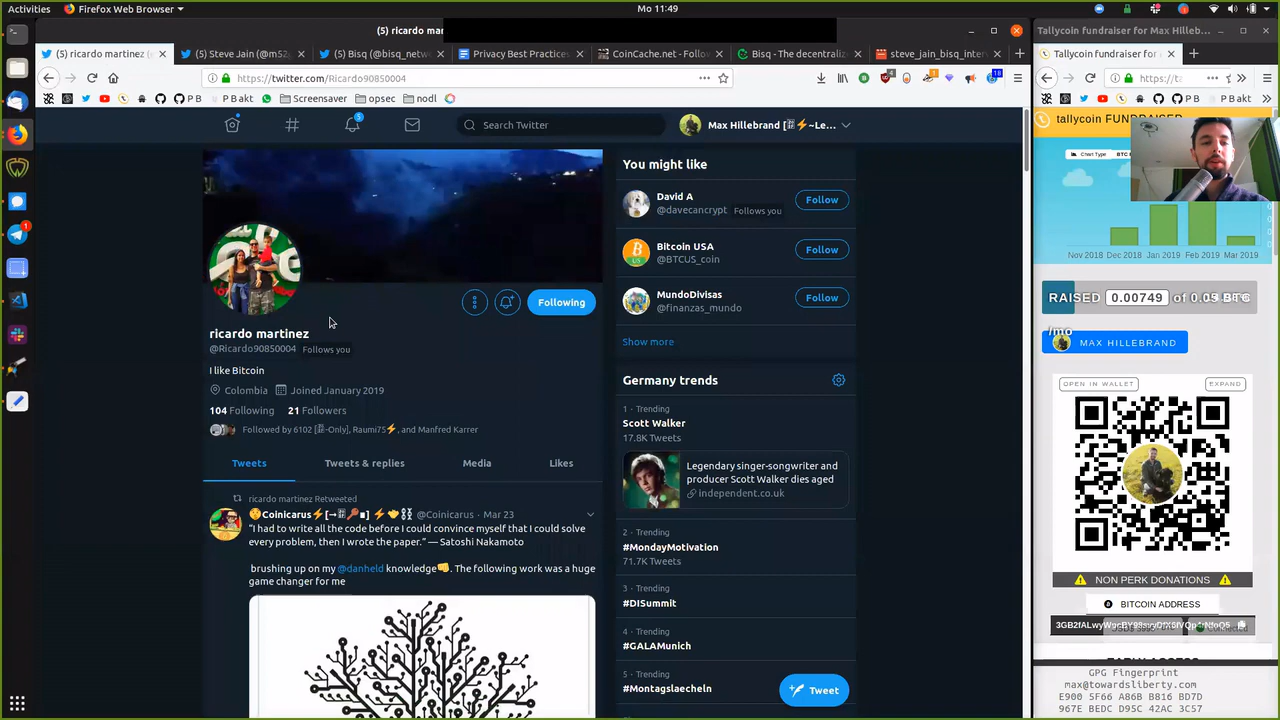 Activities
Firefox Web Browser
Mo 11:49
(5) ricardo mar
Tallycoin fundraiser for Max Hilleb...
(5) ricardo martinez (
(5) Steve Jain (@m52
(5) Bisq (@bisq_netw
Privacy Best Practices
CoinCache.net - Follow
Bisq - The decentraliz
steve_jain_bisq_inter
Tallycoin fundraiser for
https://twitter.com/Ricardo90850004
https://ta
P B
P B akt
Screensaver
opsec
nodl
P B
P B akt
Search Twitter
Max Hillebrand
tallycoin FUNDRAISER
Chart Type
BTC
Nov 2018
Dec 2018
Jan 2019
Feb 2019
Mar 2019
RAISED 0.00749 of 0.05 BTC
/mo
MAX HILLEBRAND
OPEN IN WALLET
EXPAND
NON PERK DONATIONS
BITCOIN ADDRESS
GPG Fingerprint
max@towardsliberty.com
E900 5F66 A86B B816 BD7D
967E BEDC D95C 42AC 3C57
Following
ricardo martinez
@Ricardo90850004 Follows you
I like Bitcoin
Colombia
Joined January 2019
104 Following
21 Followers
Followed by 6102 [₿-Only], Raumi75⚡, and Manfred Karrer
Tweets
Tweets & replies
Media
Likes
ricardo martinez Retweeted
Coinicarus
@Coinicarus · Mar 23
“I had to write all the code before I could convince myself that I could solve
every problem, then I wrote the paper.” — Satoshi Nakamoto
brushing up on my @danheld knowledge👊. The following work was a huge
game changer for me
You might like
David A
@davecancrypt Follows you
Follow
Bitcoin USA
@BTCUS_coin
Follow
MundoDivisas
@finanzas_mundo
Follow
Show more
Germany trends
1 · Trending
Scott Walker
17.8K Tweets
Legendary singer-songwriter and
producer Scott Walker dies aged
independent.co.uk
2 · Trending
#MondayMotivation
71.7K Tweets
3 · Trending
#DISummit
4 · Trending
#GALAMunich
5 · Trending
#Montagslaecheln
Tweet